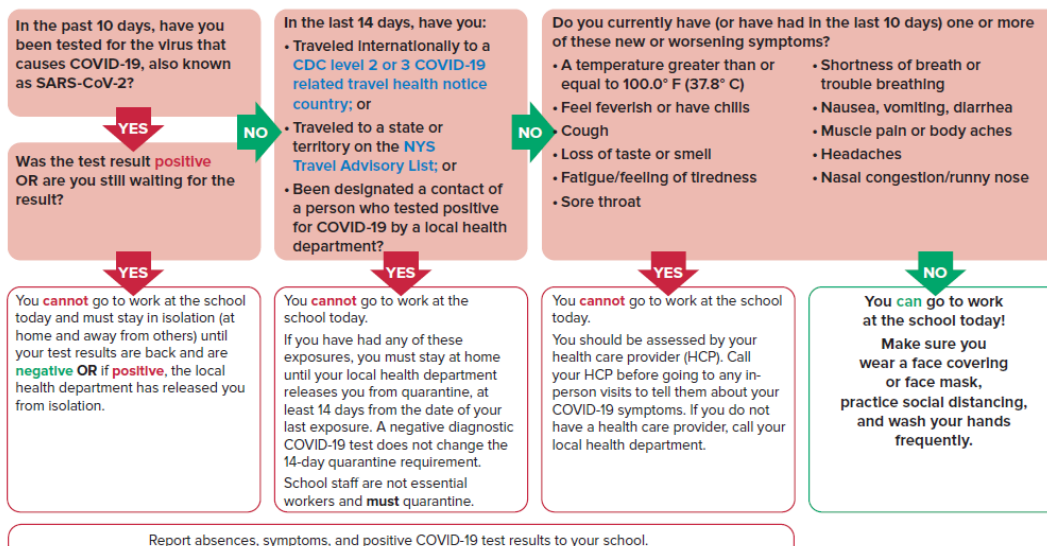 In the past 10 days, have you
been tested for the virus that
causes COVID-19, also known
as SARS-CoV-2?
YES
NO
Was the test result positive
OR are you still waiting for the
result?
YES
You cannot go to work at the school
today and must stay in isolation (at
home and away from others) until
your test results are back and are
negative OR if positive, the local
health department has released you
from isolation.
In the last 14 days, have you:
• Traveled internationally to a
CDC level 2 or 3 COVID-19
related travel health notice
country; or
• Traveled to a state or
territory on the NYS
Travel Advisory List; or
• Been designated a contact of
a person who tested positive
for COVID-19 by a local health
department?
NO
YES
You cannot go to work at the
school today.
If you have had any of these
exposures, you must stay at home
until your local health department
releases you from quarantine, at
least 14 days from the date of your
last exposure. A negative diagnostic
COVID-19 test does not change the
14-day quarantine requirement.
School staff are not essential
workers and must quarantine.
Do you currently have (or have had in the last 10 days) one or more
of these new or worsening symptoms?
• A temperature greater than or
equal to 100.0° F (37.8° C)
• Feel feverish or have chills
• Cough
• Loss of taste or smell
• Fatigue/feeling of tiredness
• Sore throat
• Shortness of breath or
trouble breathing
• Nausea, vomiting, diarrhea
• Muscle pain or body aches
• Headaches
• Nasal congestion/runny nose
YES
You cannot go to work at the school
today.
You should be assessed by your
health care provider (HCP). Call
your HCP before going to any in-
person visits to tell them about your
COVID-19 symptoms. If you do not
have a health care provider, call your
local health department.
NO
You can go to work
at the school today!
Make sure you
wear a face covering
or face mask,
practice social distancing,
and wash your hands
frequently.
Report absences, symptoms, and positive COVID-19 test results to your school.